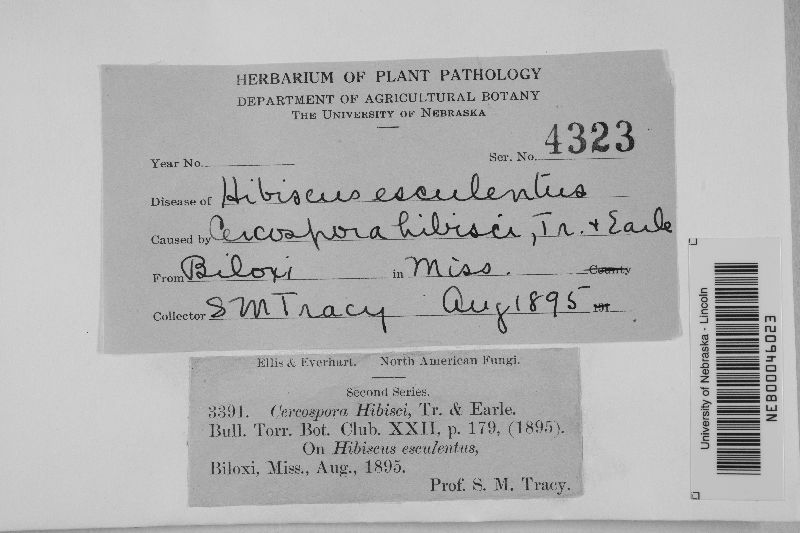 HERBARIUM OF PLANT PATHOLOGY
DEPARTMENT OF AGRICULTURAL BOTANY
THE UNIVERSITY OF NEBRASKA
Year No. Ser. No. 4323
Disease of Hibiscus esculentus
Caused by Cercospora hibisci, Tr. & Earle
From Biloxi in Miss. County
Collector S M Tracy Aug 1895 191
Ellis & Everhart. North American Fungi.
Second Series.
3391. Cercospora Hibisci, Tr. & Earle.
Bull. Torr. Bot. Club. XXII, p. 179, (1895).
On Hibiscus esculentus,
Biloxi, Miss., Aug., 1895.
Prof. S. M. Tracy.
University of Nebraska - Lincoln
NEB00046023